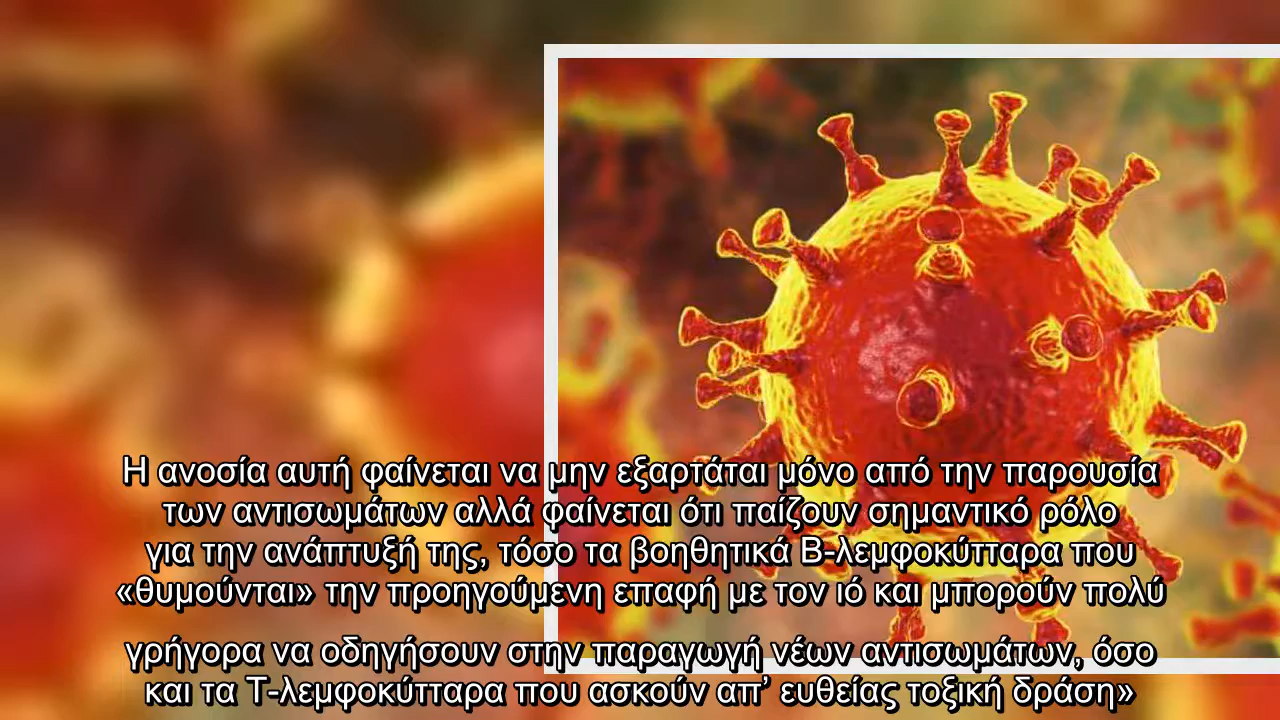 Η ανοσία αυτή φαίνεται να μην εξαρτάται μόνο από την παρουσία
των αντισωμάτων αλλά φαίνεται ότι παίζουν σημαντικό ρόλο
για την ανάπτυξή της, τόσο τα βοηθητικά Β-λεμφοκύτταρα που
«θυμούνται» την προηγούμενη επαφή με τον ιό και μπορούν πολύ
γρήγορα να οδηγήσουν στην παραγωγή νέων αντισωμάτων, όσο
και τα Τ-λεμφοκύτταρα που ασκούν απ’ ευθείας τοξική δράση»